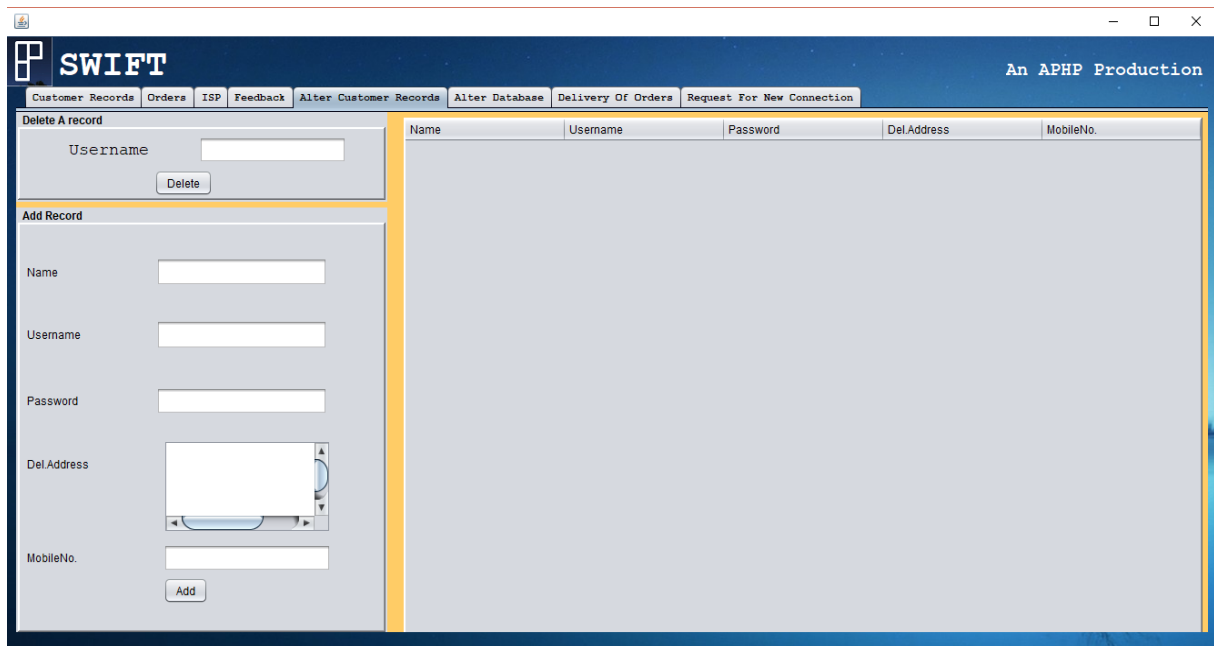 SWIFT
An APHP Production
Customer Records Orders ISP Feedback Alter Customer Records Alter Database Delivery Of Orders Request For New Connection
Delete A record
Username
Delete
Add Record
Name
Username
Password
Del.Address
MobileNo.
Add
Name Username Password Del.Address MobileNo.